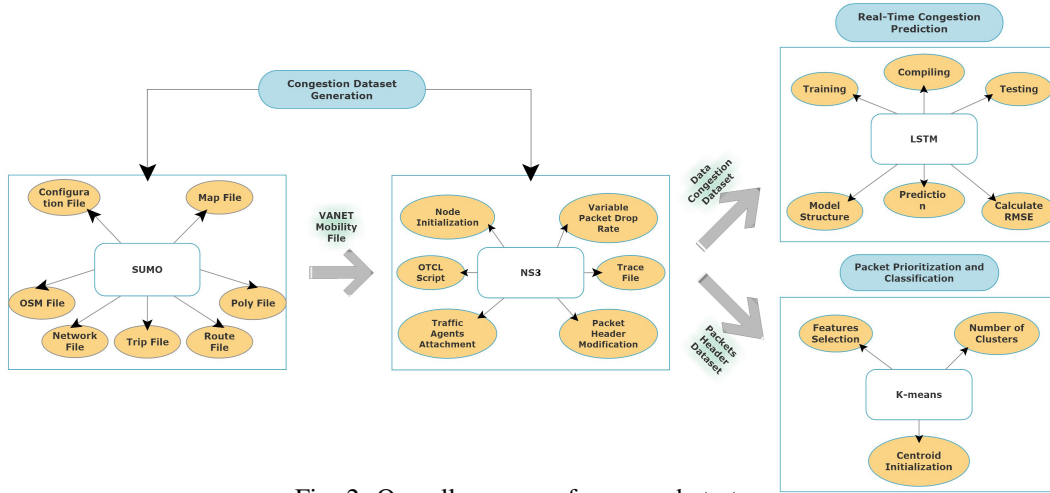 Real-Time Congestion
Prediction
Congestion Dataset
Generation
Compiling
Training
Testing
LSTM
Model
Structure
Predictio
n
Calculate
RMSE
Configura
tion File
Map File
SUMO
OSM File
Poly File
Network
File
Trip File
Route
File
VANET
Mobility
File
Node
Initialization
Variable
Packet Drop
Rate
OTCL
Script
NS3
Trace
File
Traffic
Agents
Attachment
Packet
Header
Modification
Data
Congestion
Dataset
Packets
Header
Dataset
Packet Prioritization and
Classification
Features
Selection
Number of
Clusters
K-means
Centroid
Initialization